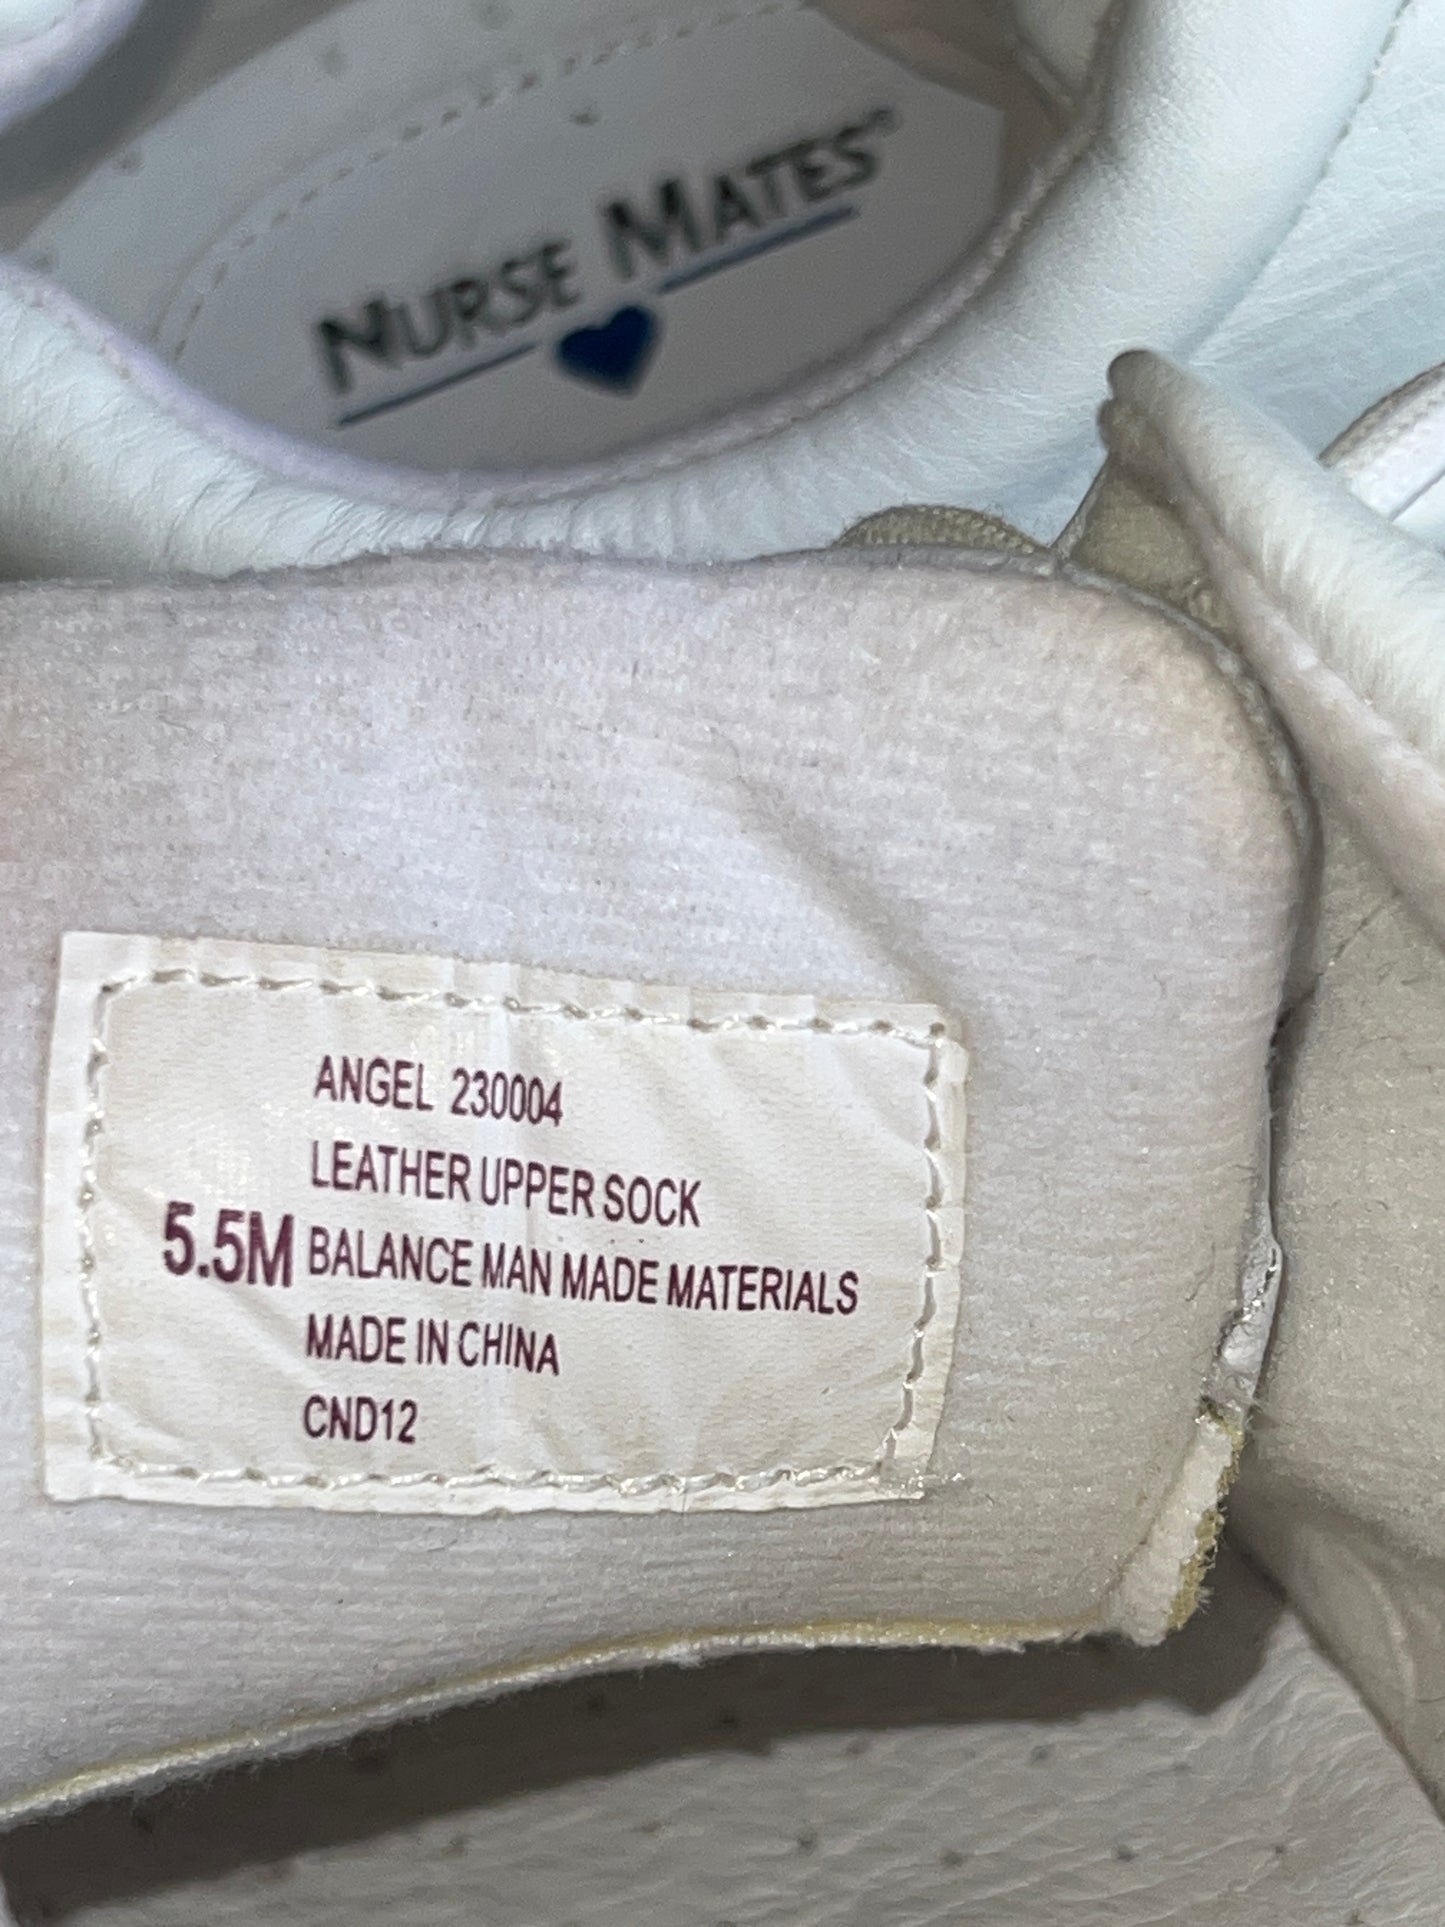 NURSE MATES®
ANGEL 230004
LEATHER UPPER SOCK
5.5M BALANCE MAN MADE MATERIALS
MADE IN CHINA
CND12